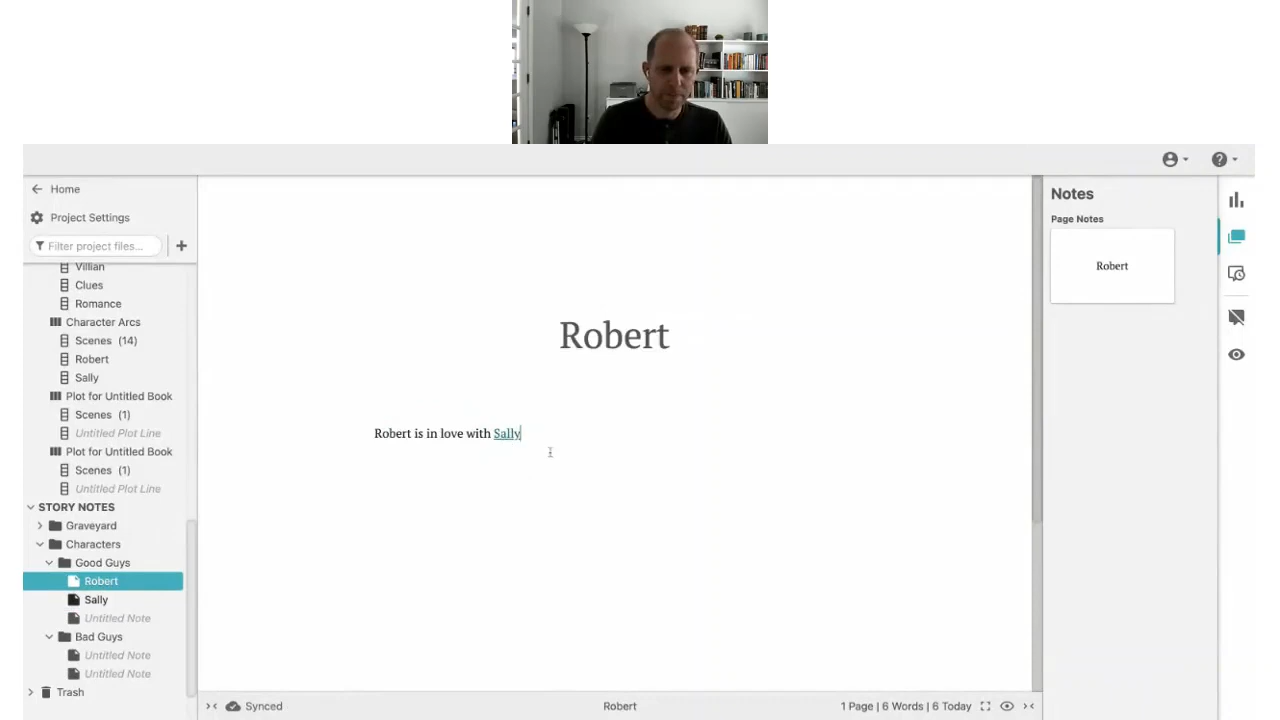 Home
Project Settings
Filter project files...
Villian
Clues
Romance
Character Arcs
Scenes (14)
Robert
Sally
Plot for Untitled Book
Scenes (1)
Untitled Plot Line
Plot for Untitled Book
Scenes (1)
Untitled Plot Line
STORY NOTES
Graveyard
Characters
Good Guys
Robert
Sally
Untitled Note
Bad Guys
Untitled Note
Untitled Note
Trash
Robert
Robert is in love with Sally
Synced
Robert
1 Page | 6 Words | 6 Today
Notes
Page Notes
Robert